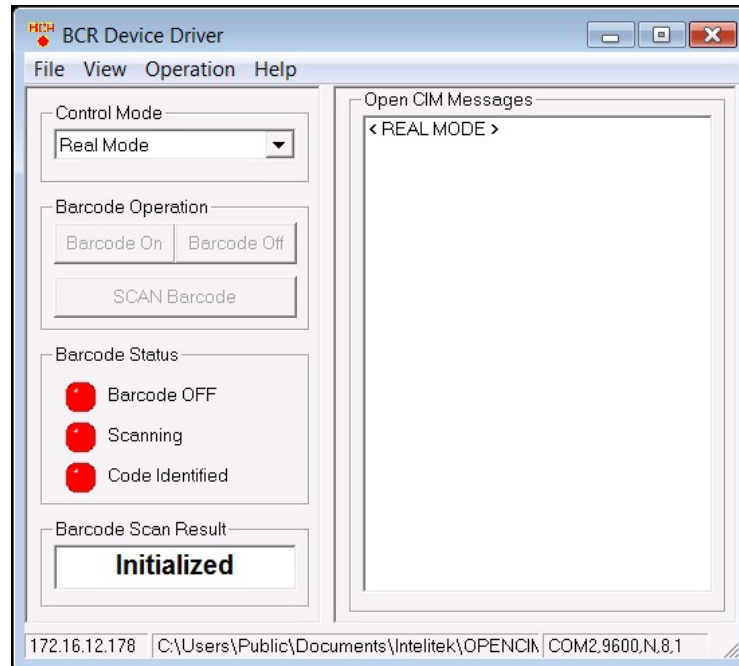 BCR Device Driver
File View Operation Help
Control Mode
Real Mode
Barcode Operation
Barcode On Barcode Off
SCAN Barcode
Barcode Status
Barcode OFF
Scanning
Code Identified
Barcode Scan Result
Initialized
Open CIM Messages
< REAL MODE >
172.16.12.178 C:\Users\Public\Documents\Intelitek\OPENCIM COM2,9600,N,8,1